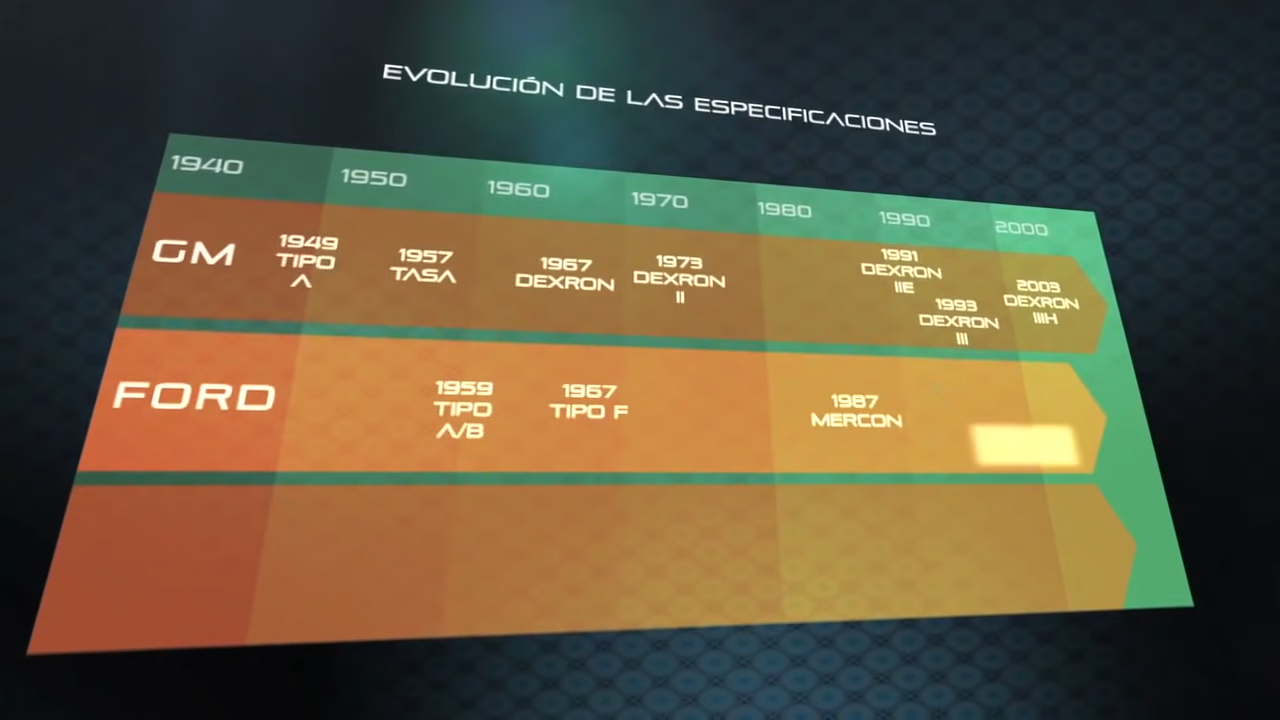 EVOLUCIÓN DE LAS ESPECIFICACIONES
1940 1950 1960 1970 1980 1990 2000
GM
1949
TIPO
A
1957
TASA
1967
DEXRON
1973
DEXRON
II
1991
DEXRON
IIE
1993
DEXRON
III
2003
DEXRON
IIIH
FORD
1959
TIPO
A/B
1967
TIPO F
1987
MERCON